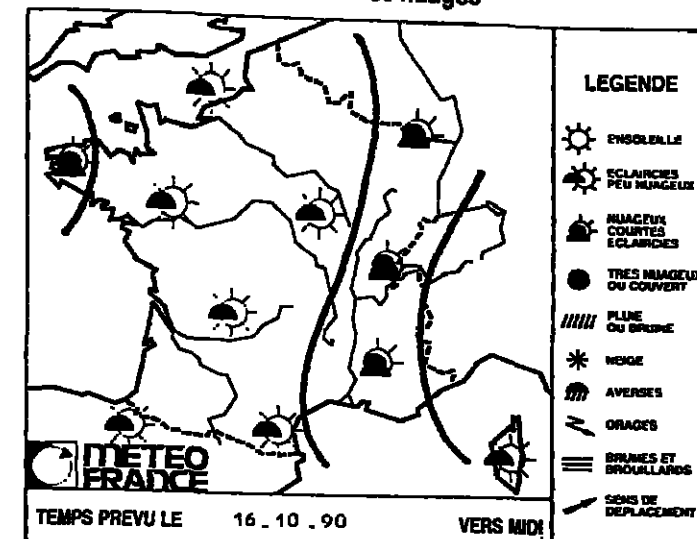 LEGENDE
ENSOLEILLE
ECLAIRCIES
PEU NUAGEUX
NUAGEUX
COURTES
ECLAIRCIES
TRES NUAGEUX
OU COUVERT
PLUIE
OU BRUINE
NEIGE
AVERSES
ORAGES
BRUMES ET
BROUILLARDS
SENS DE
DEPLACEMENT
METEO
FRANCE
TEMPS PREVU LE 16.10.90 VERS MIDI